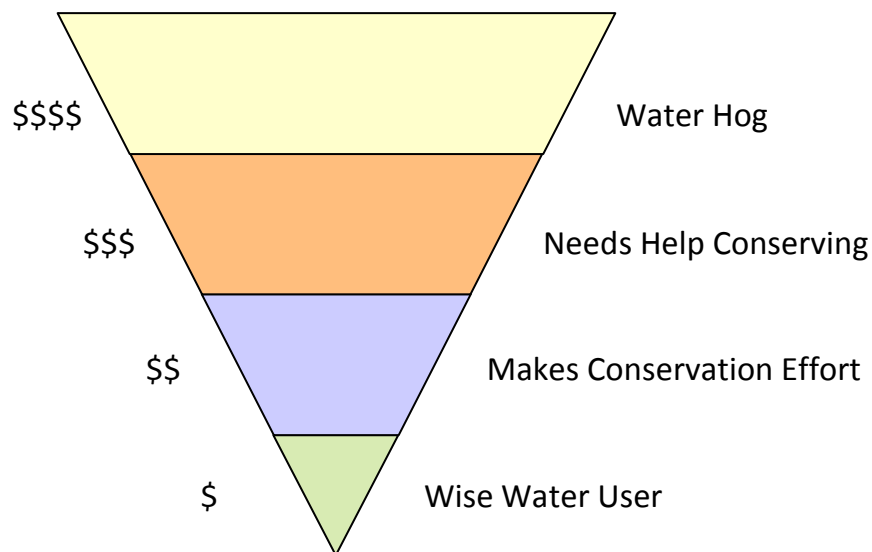 $$$$ Water Hog
$$$ Needs Help Conserving
$$ Makes Conservation Effort
$ Wise Water User